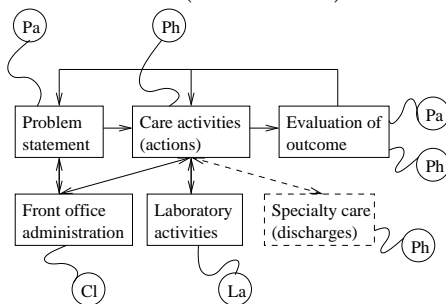 Pa
Ph
Problem
statement
Care activities
(actions)
Evaluation of
outcome
Pa
Ph
Front office
administration
Laboratory
activities
Specialty care
(discharges)
Ph
Cl
La